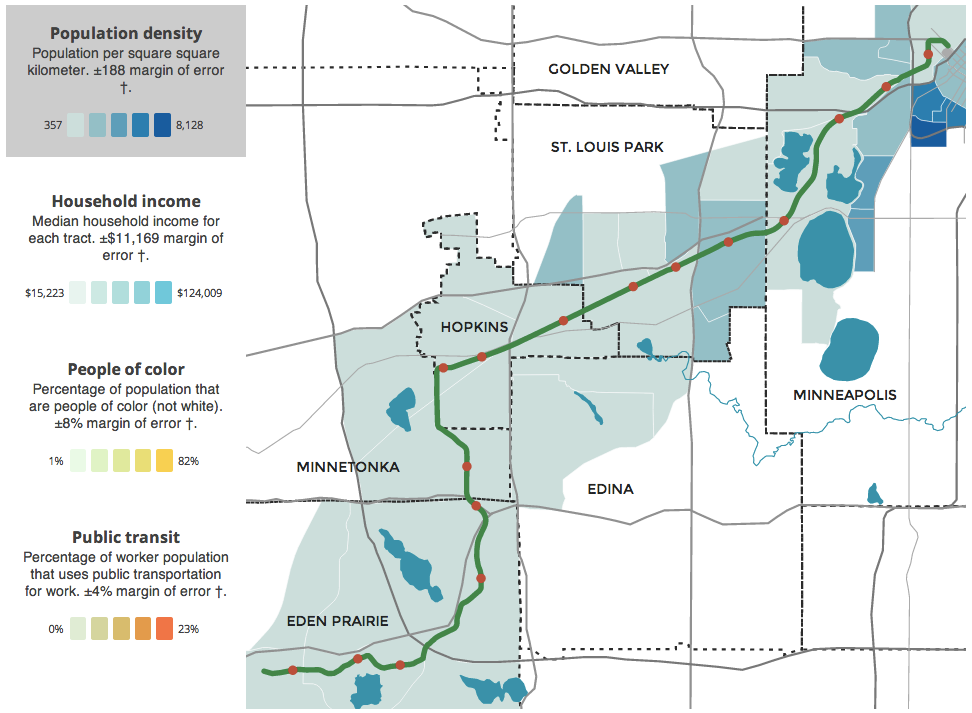 Population density
Population per square square
kilometer. ±188 margin of error
†.
357
8,128
Household income
Median household income for
each tract. ±$11,169 margin of
error †.
$15,223
$124,009
People of color
Percentage of population that
are people of color (not white).
±8% margin of error †.
1%
82%
Public transit
Percentage of worker population
that uses public transportation
for work. ±4% margin of error †.
0%
23%
GOLDEN VALLEY
ST. LOUIS PARK
HOPKINS
MINNEAPOLIS
MINNETONKA
EDINA
EDEN PRAIRIE